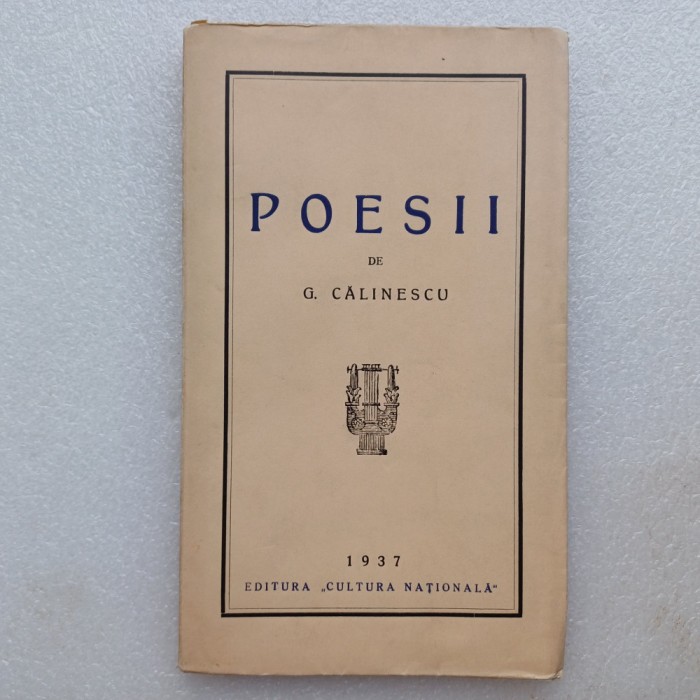 POESII
DE
G. CĂLINESCU
1937
EDITURA „CULTURA NAȚIONALĂ“